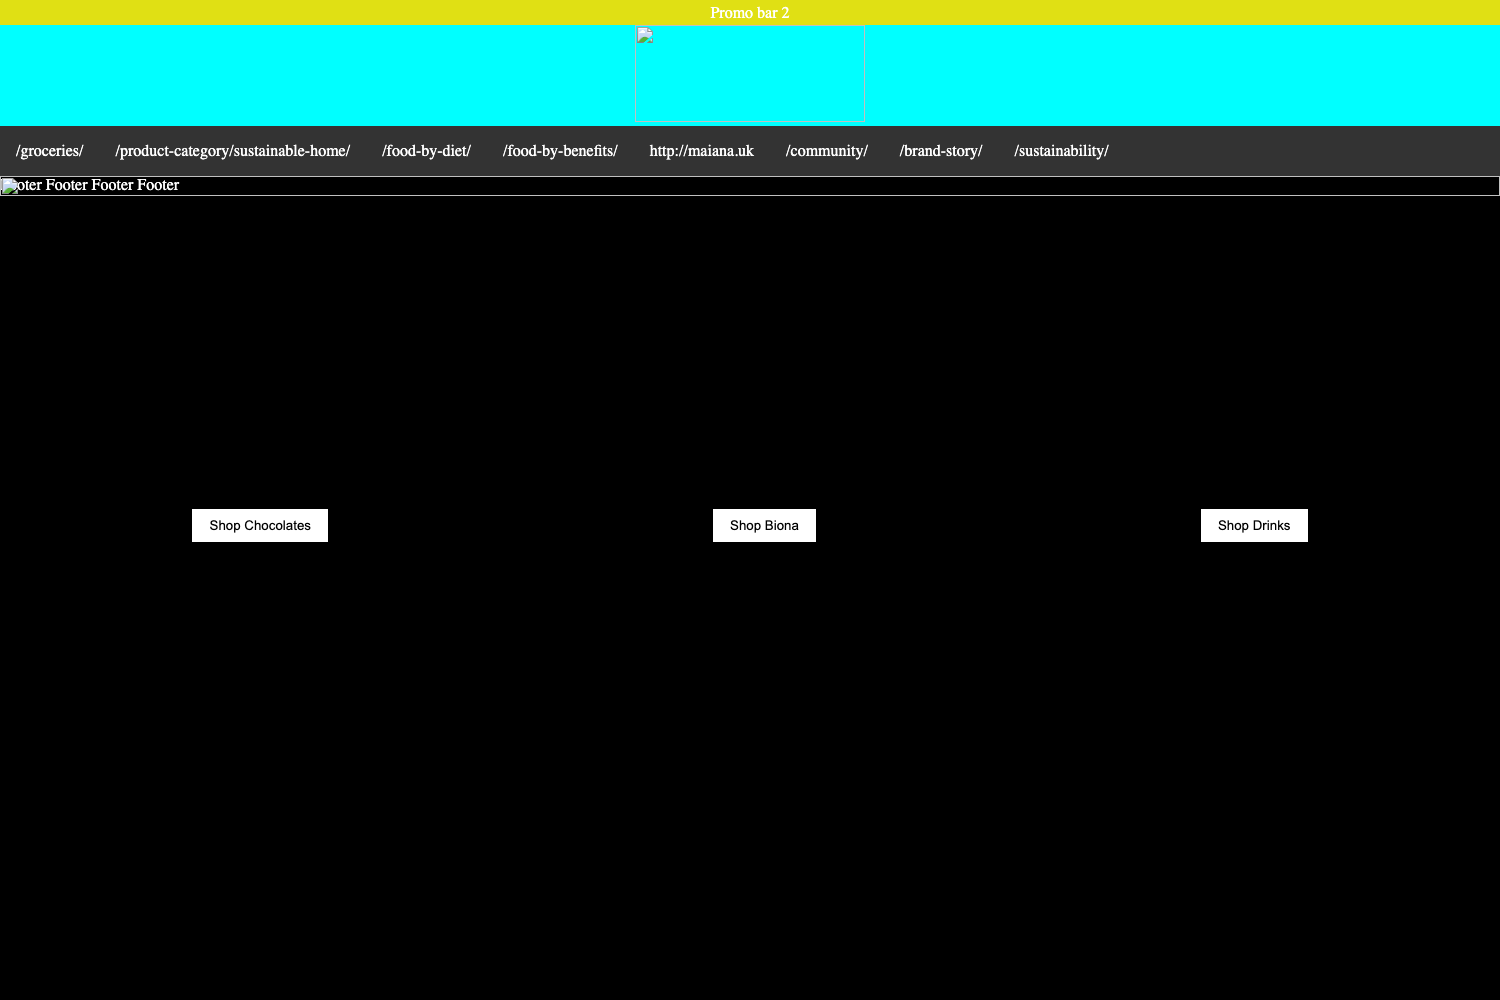 Promo bar 2
/groceries/ /product-category/sustainable-home/ /food-by-diet/ /food-by-benefits/ http://maiana.uk /community/ /brand-story/ /sustainability/
Footer Footer Footer Footer
Shop Chocolates Shop Biona Shop Drinks